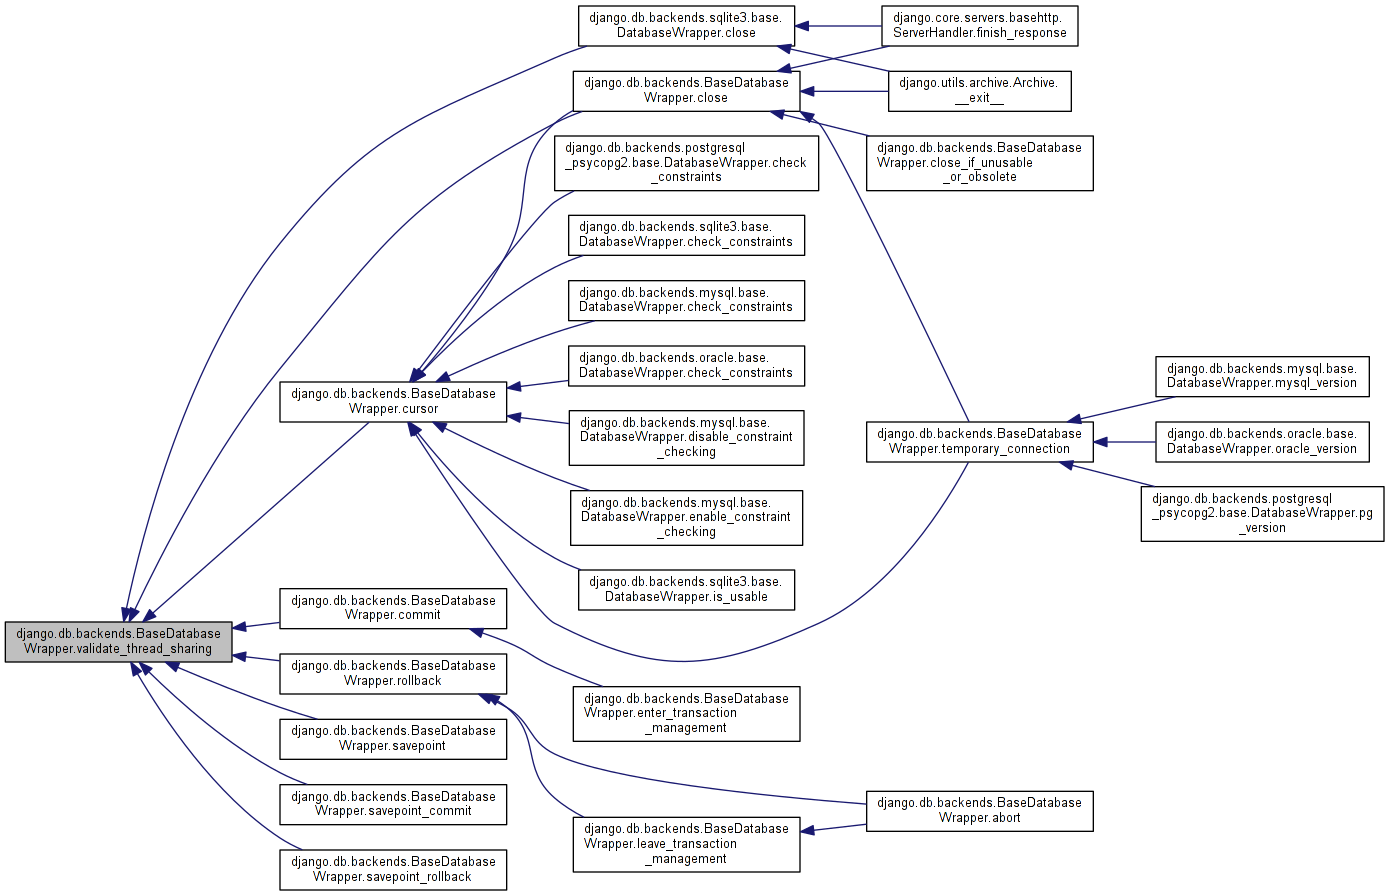 django.db.backends.sqlite3.base.
DatabaseWrapper.close
django.core.servers.basehttp.
ServerHandler.finish_response
django.db.backends.BaseDatabase
Wrapper.close
django.utils.archive.Archive.
__exit__
django.db.backends.postgresql
_psycopg2.base.DatabaseWrapper.check
_constraints
django.db.backends.BaseDatabase
Wrapper.close_if_unusable
_or_obsolete
django.db.backends.sqlite3.base.
DatabaseWrapper.check_constraints
django.db.backends.mysql.base.
DatabaseWrapper.check_constraints
django.db.backends.oracle.base.
DatabaseWrapper.check_constraints
django.db.backends.mysql.base.
DatabaseWrapper.mysql_version
django.db.backends.BaseDatabase
Wrapper.cursor
django.db.backends.mysql.base.
DatabaseWrapper.disable_constraint
_checking
django.db.backends.BaseDatabase
Wrapper.temporary_connection
django.db.backends.oracle.base.
DatabaseWrapper.oracle_version
django.db.backends.mysql.base.
DatabaseWrapper.enable_constraint
_checking
django.db.backends.postgresql
_psycopg2.base.DatabaseWrapper.pg
_version
django.db.backends.sqlite3.base.
DatabaseWrapper.is_usable
django.db.backends.BaseDatabase
Wrapper.commit
django.db.backends.BaseDatabase
Wrapper.validate_thread_sharing
django.db.backends.BaseDatabase
Wrapper.rollback
django.db.backends.BaseDatabase
Wrapper.enter_transaction
_management
django.db.backends.BaseDatabase
Wrapper.savepoint
django.db.backends.BaseDatabase
Wrapper.savepoint_commit
django.db.backends.BaseDatabase
Wrapper.abort
django.db.backends.BaseDatabase
Wrapper.leave_transaction
_management
django.db.backends.BaseDatabase
Wrapper.savepoint_rollback